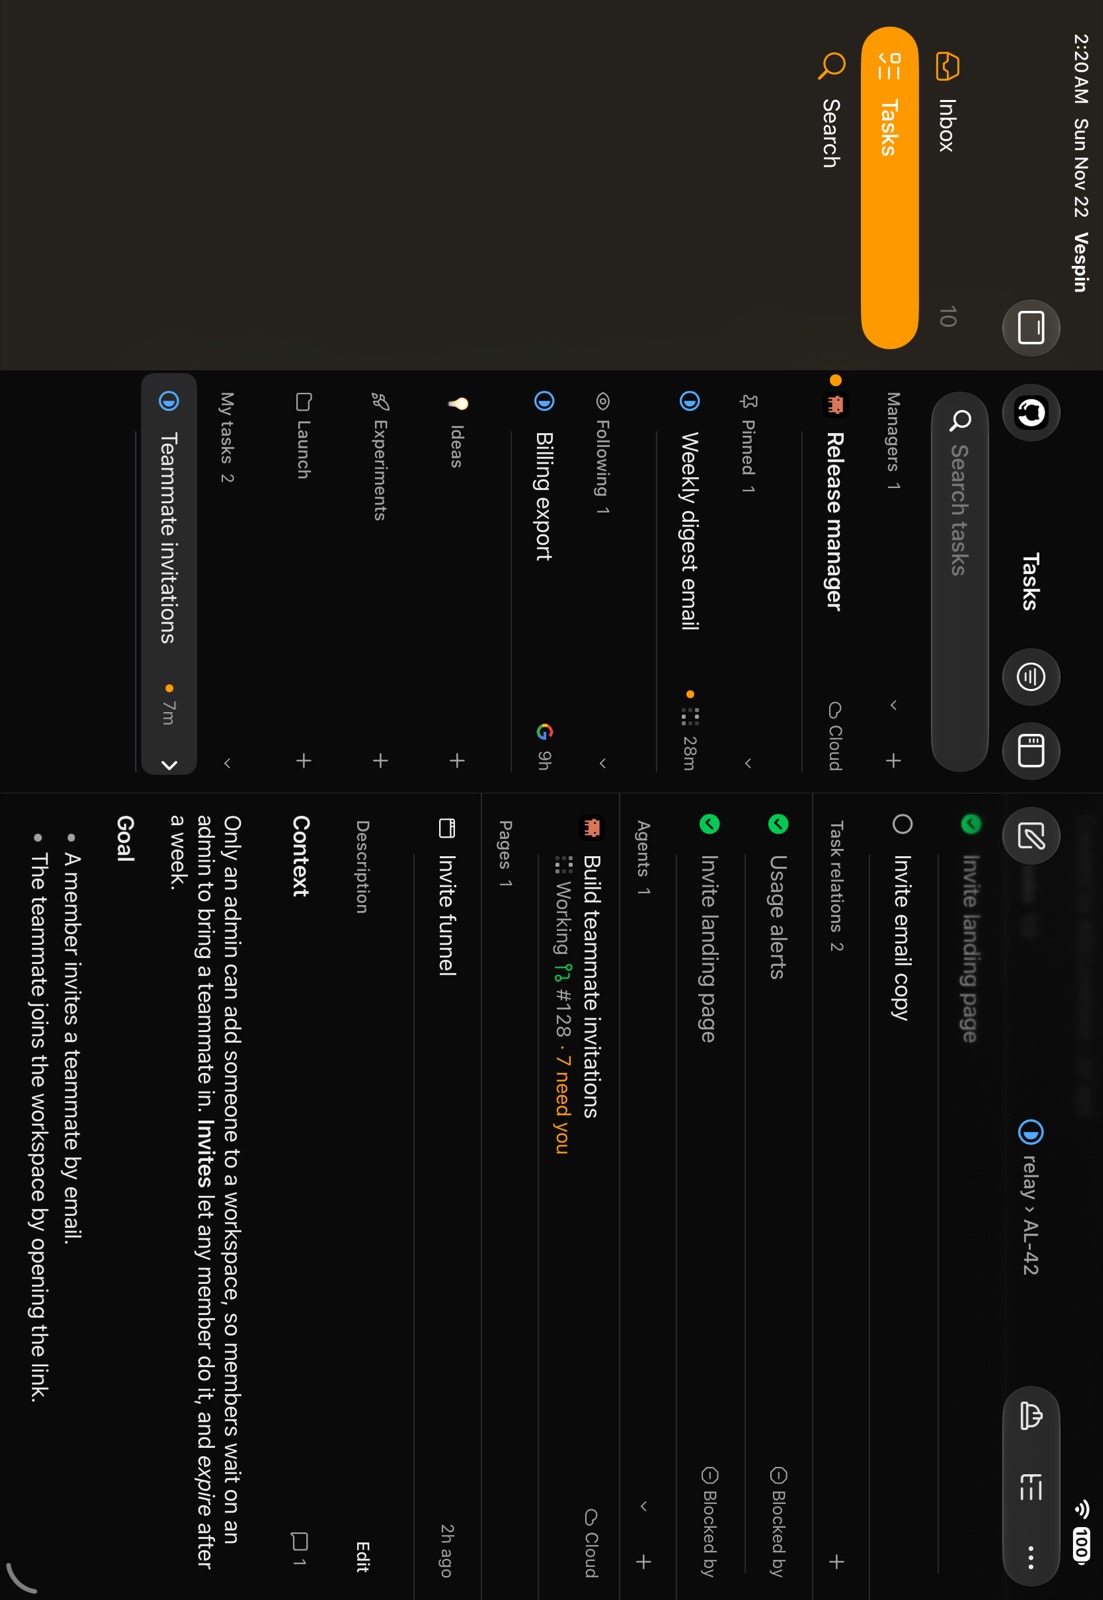 2:20 AM Sun Nov 22 Vespin
100
Inbox 10
Tasks
Search
Tasks
Search tasks
Managers 1
Release manager Cloud
Pinned 1
Weekly digest email 28m
Following 1
Billing export 9h
Ideas
Experiments
Launch
My tasks 2
Teammate invitations 7m
relay › AL-42
Invite landing page
Invite email copy
Task relations 2
Usage alerts Blocked by
Invite landing page Blocked by
Agents 1
Build teammate invitations Cloud
Working #128 · 7 need you
Pages 1
Invite funnel 2h ago
Description Edit
Context 1
Only an admin can add someone to a workspace, so members wait on an
admin to bring a teammate in. Invites let any member do it, and expire after
a week.
Goal
• A member invites a teammate by email.
• The teammate joins the workspace by opening the link.